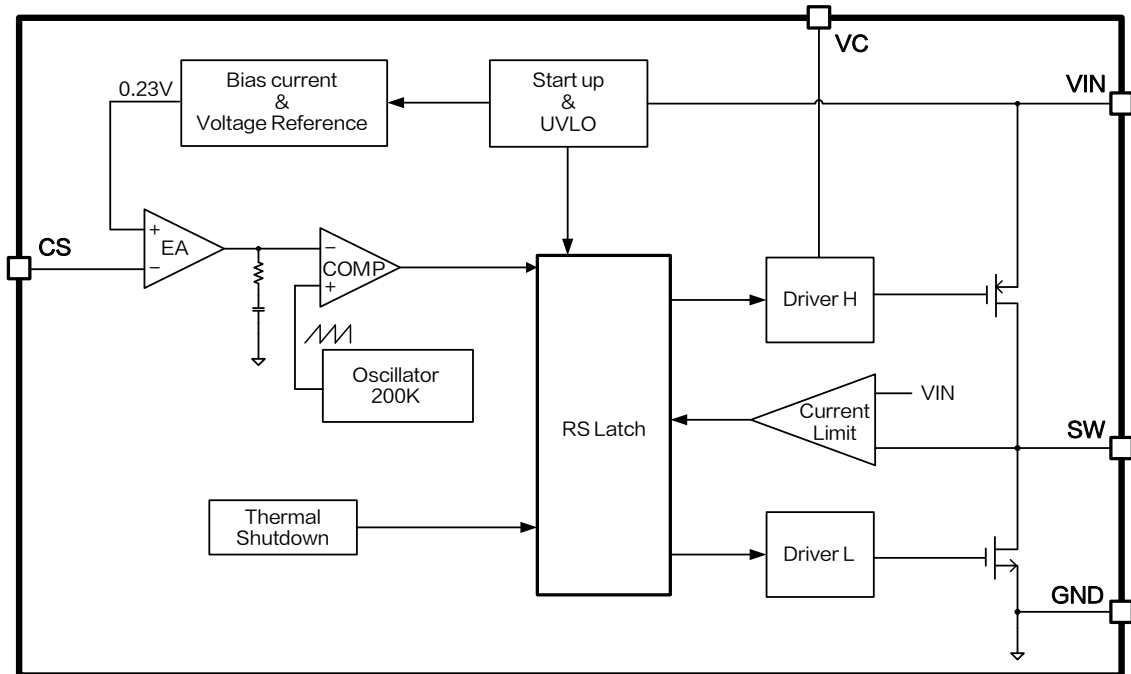 VC
VIN
0.23V
Bias current
&
Voltage Reference
Start up
&
UVLO
CS
+
EA
−
−
COMP
+
Driver H
Oscillator
200K
RS Latch
VIN
Current
Limit
SW
Thermal
Shutdown
Driver L
GND